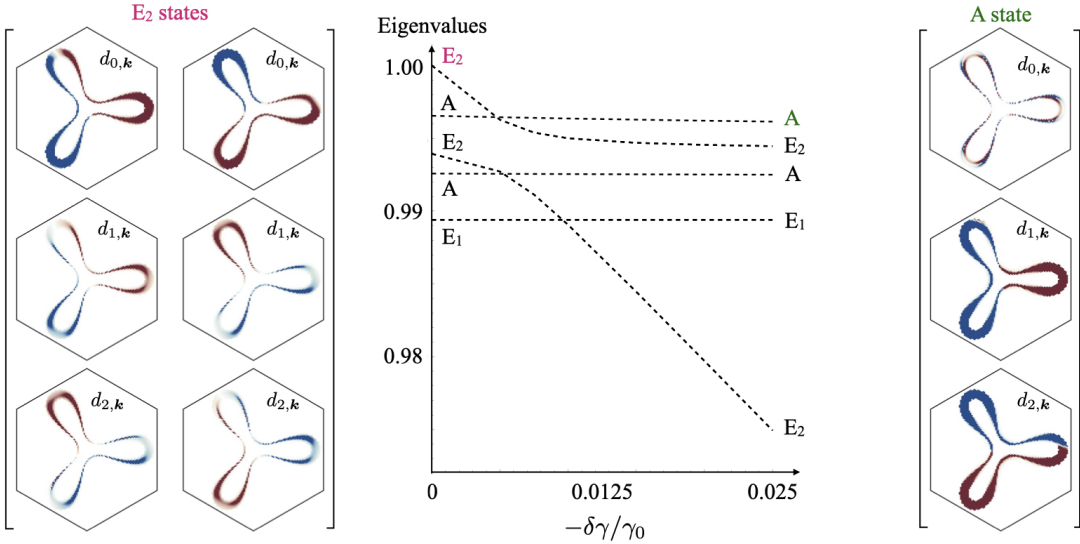 E₂ states
d₀,ₖ d₀,ₖ
d₁,ₖ d₁,ₖ
d₂,ₖ d₂,ₖ
Eigenvalues
1.00
0.99
0.98
E₂
A
E₂
A
E₁
A
E₂
A
E₁
E₂
0 0.0125 0.025
−δγ/γ₀
A state
d₀,ₖ
d₁,ₖ
d₂,ₖ